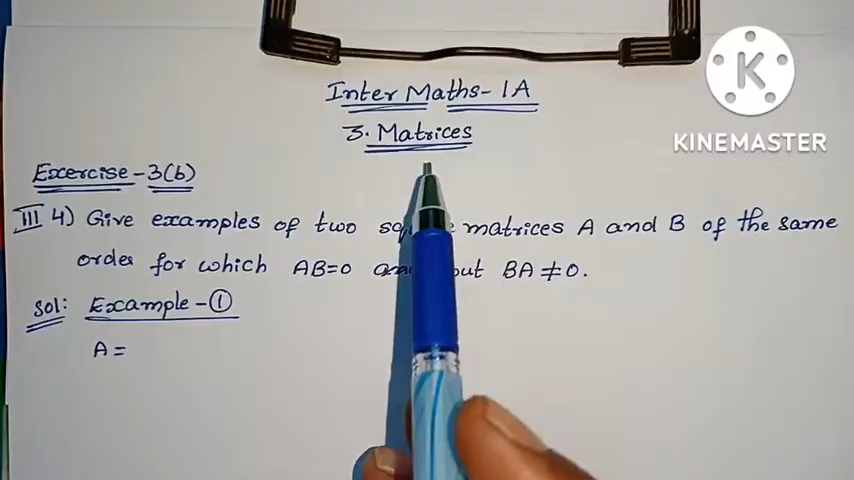 Inter Maths-1A
3. Matrices
Exercise-3(b)
III 4) Give examples of two matrices A and B of the same
order for which AB=0 but BA≠0.
Sol: Example-①
A=
KINEMASTER